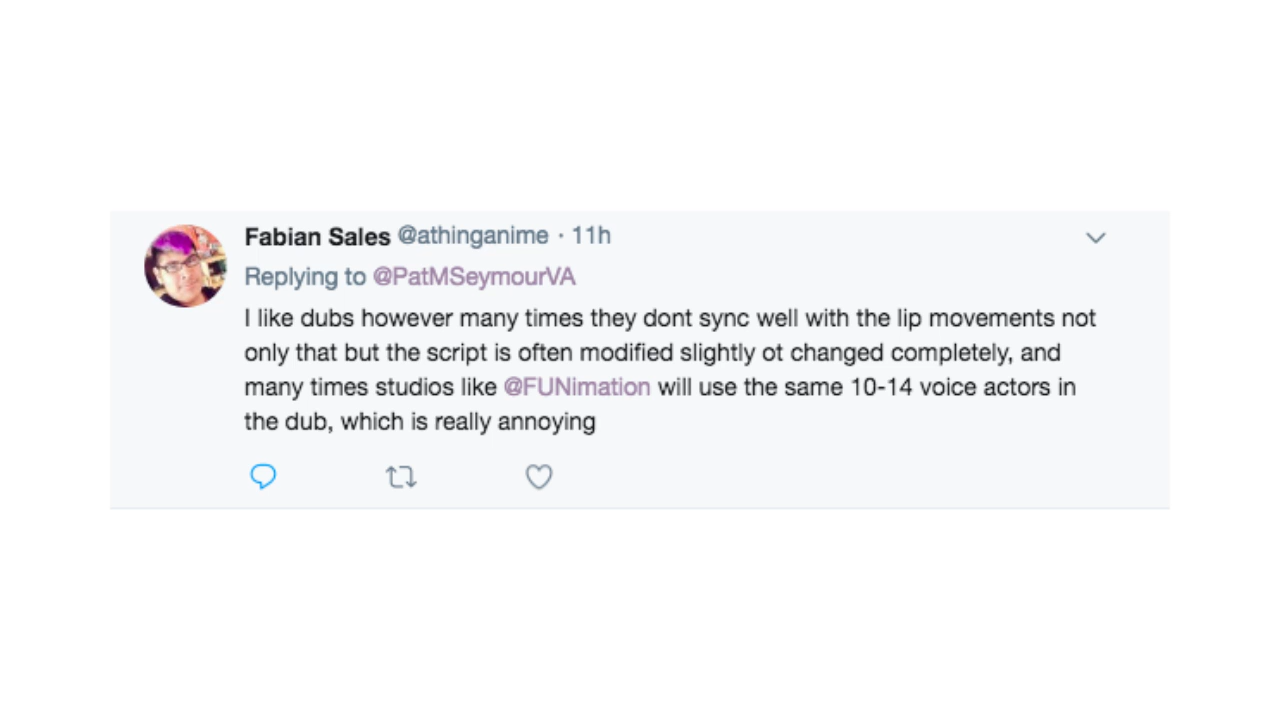 Fabian Sales @athinganime · 11h
Replying to @PatMSeymourVA
I like dubs however many times they dont sync well with the lip movements not
only that but the script is often modified slightly ot changed completely, and
many times studios like @FUNimation will use the same 10-14 voice actors in
the dub, which is really annoying